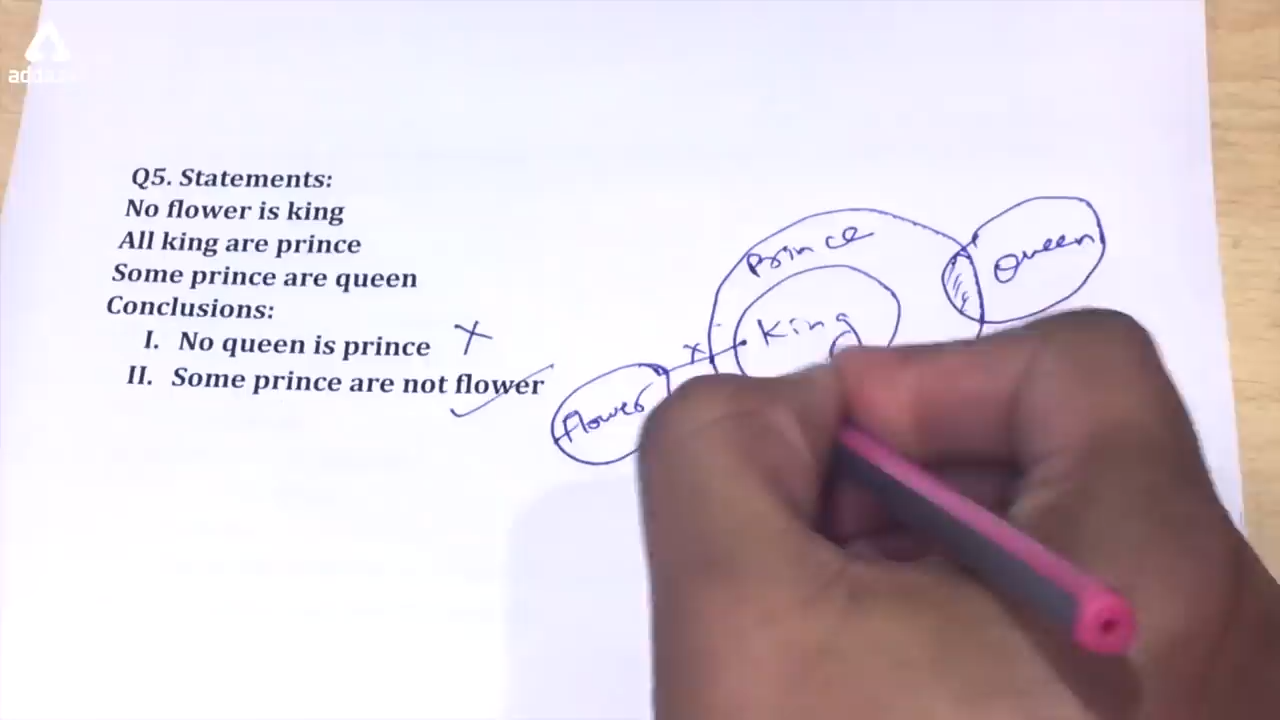 Q5. Statements:
No flower is king
All king are prince
Some prince are queen
Conclusions:
I. No queen is prince
II. Some prince are not flower
Prince
Queen
King
flower